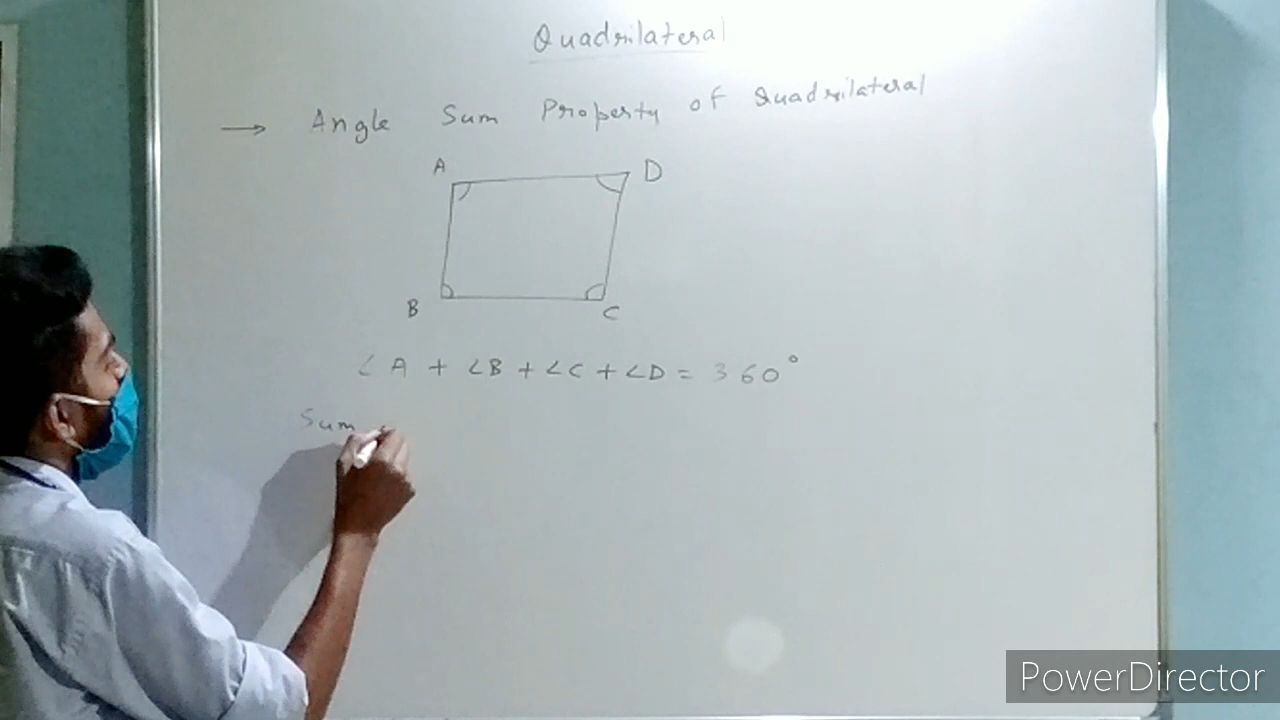 Quadrilateral
→ Angle Sum Property of Quadrilateral
A D
B C
∠A + ∠B + ∠C + ∠D = 360°
Sum
PowerDirector